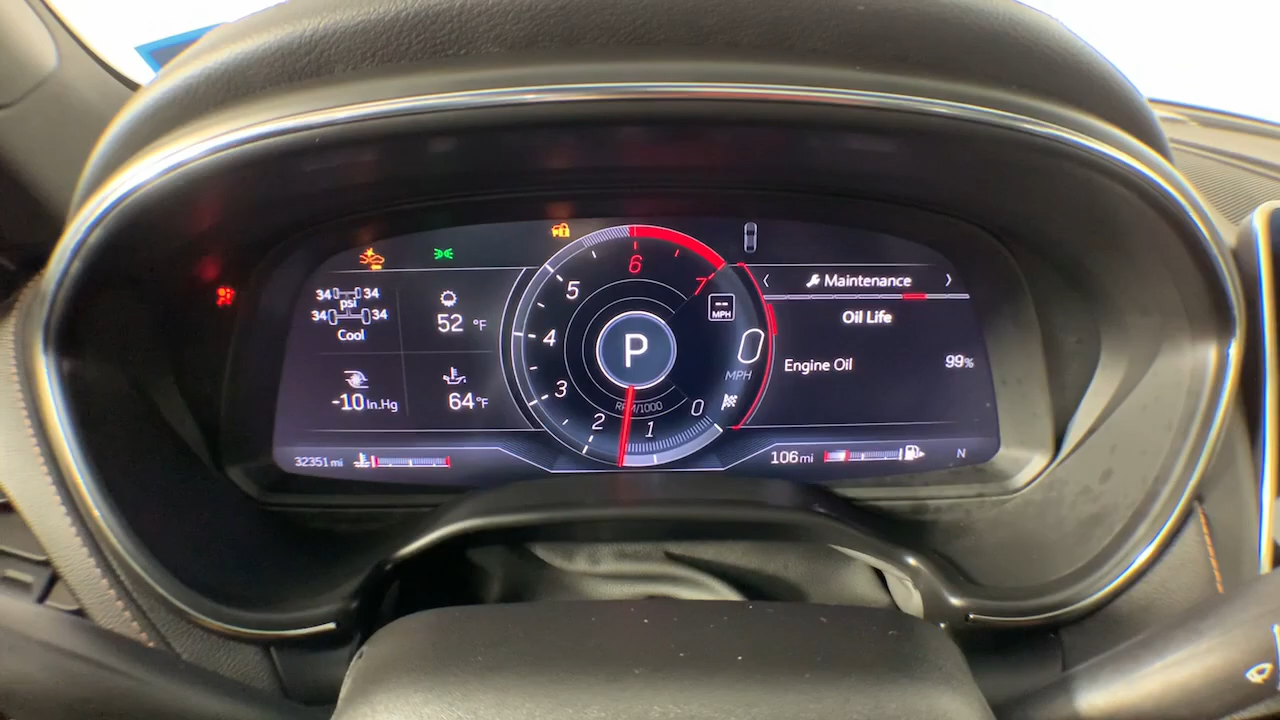 34 34
psi
34 34
Cool
52 °F
-10 In.Hg
64 °F
32351 mi
6
7
5
4
3
2
1
0
P
RPM/1000
-- MPH
0
MPH
< Maintenance >
Oil Life
Engine Oil 99%
106 mi
N